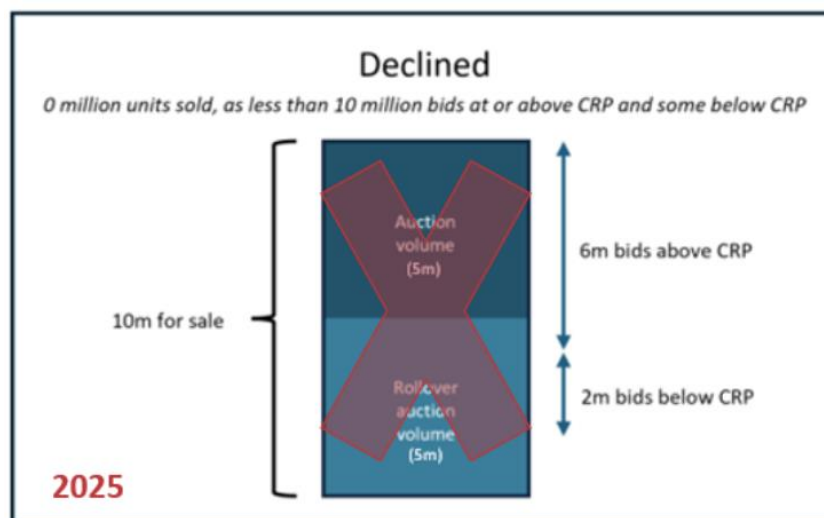 Declined
0 million units sold, as less than 10 million bids at or above CRP and some below CRP
Auction
volume
(5m)
6m bids above CRP
10m for sale
Rollover
auction
volume
(5m)
2m bids below CRP
2025